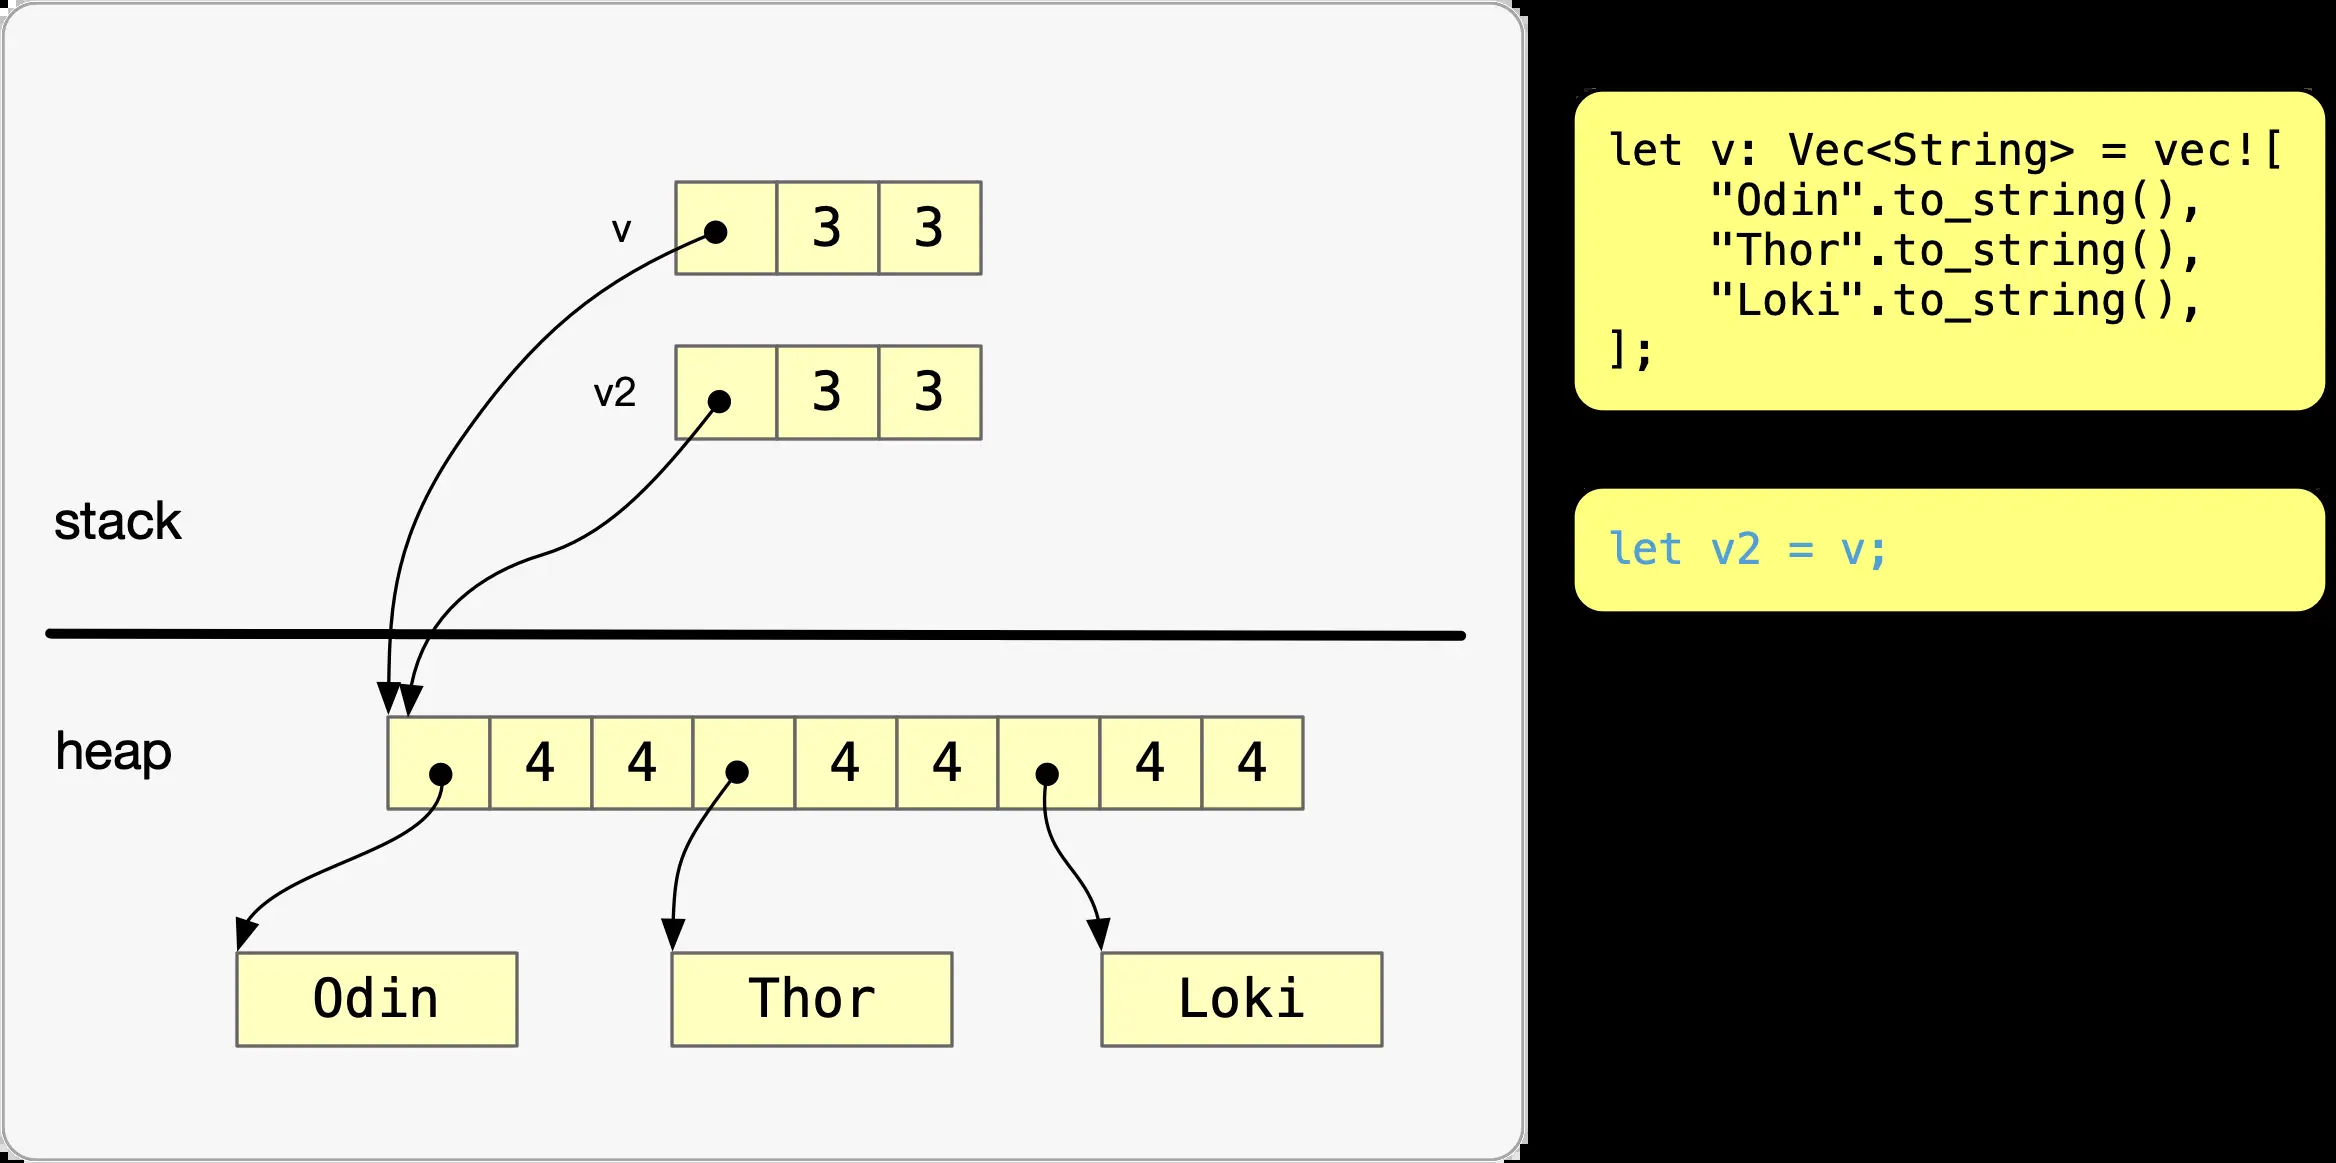 v 3 3
v2 3 3
stack
heap
4 4 4 4 4 4
Odin Thor Loki
let v: Vec<String> = vec![
    "Odin".to_string(),
    "Thor".to_string(),
    "Loki".to_string(),
];
let v2 = v;